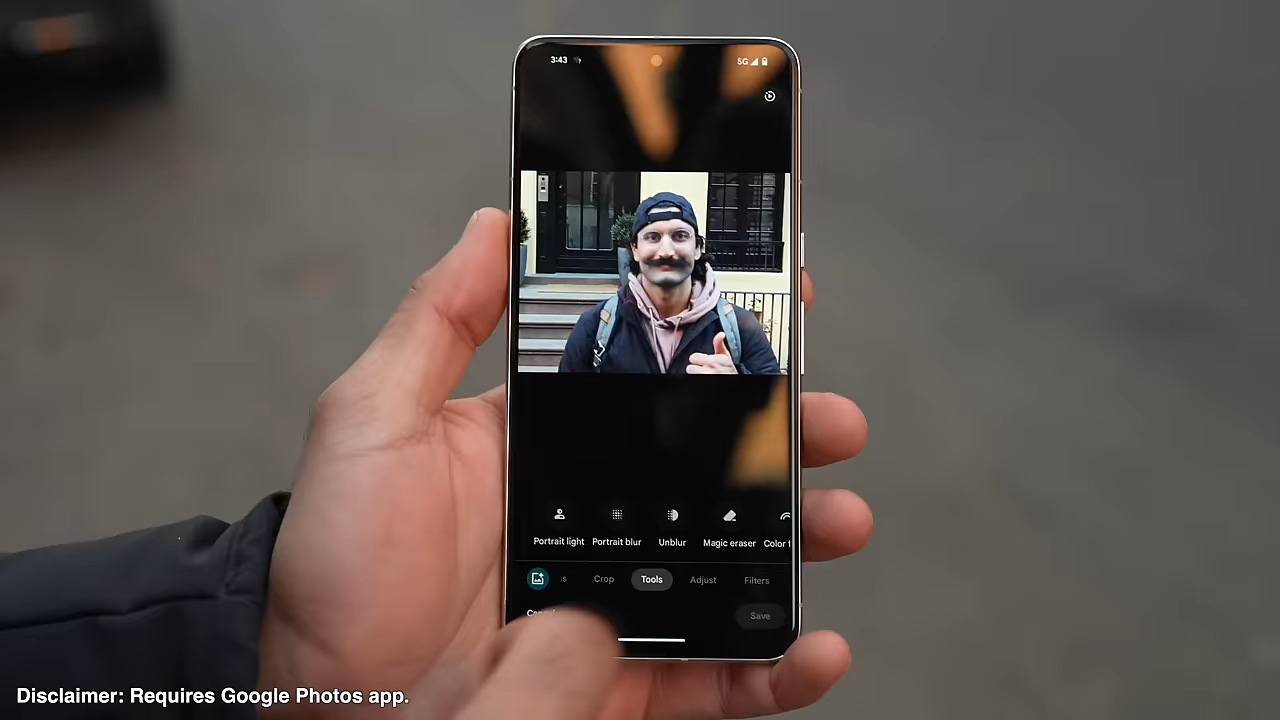 3:43
5G
Portrait light Portrait blur Unblur Magic eraser Color
Crop Tools Adjust Filters
Save
Disclaimer: Requires Google Photos app.